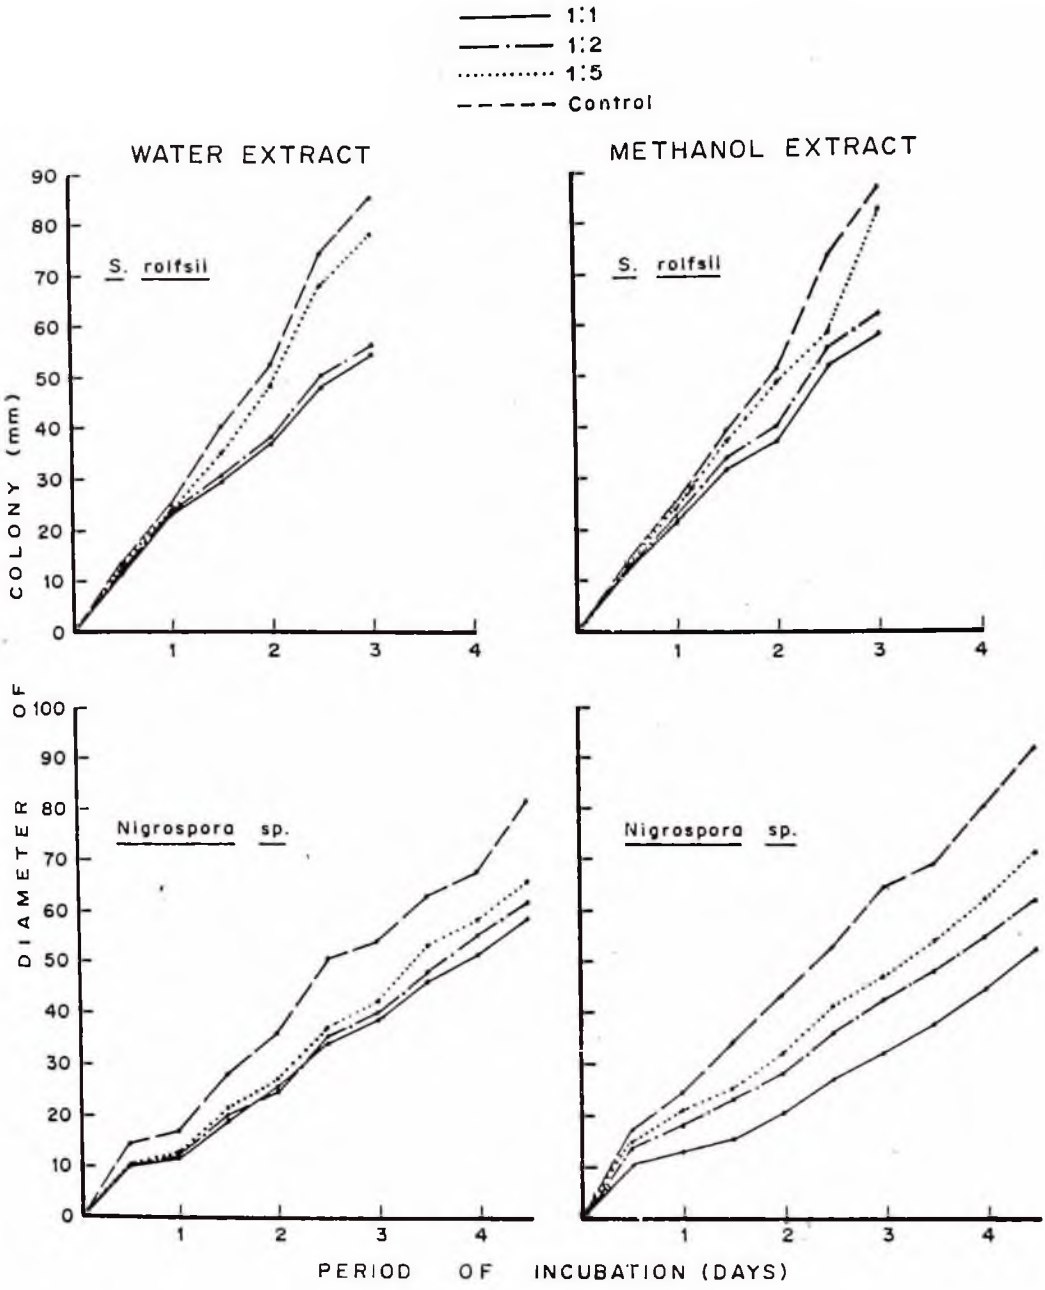 1:1
1:2
1:5
Control
WATER EXTRACT
METHANOL EXTRACT
90
80
70
60
50
40
30
20
10
0
S. rolfsii
S. rolfsii
1 2 3 4
1 2 3 4
100
90
80
70
60
50
40
30
20
10
0
Nigrospora sp.
Nigrospora sp.
1 2 3 4
1 2 3 4
DIAMETER OF COLONY (mm)
PERIOD OF INCUBATION (DAYS)